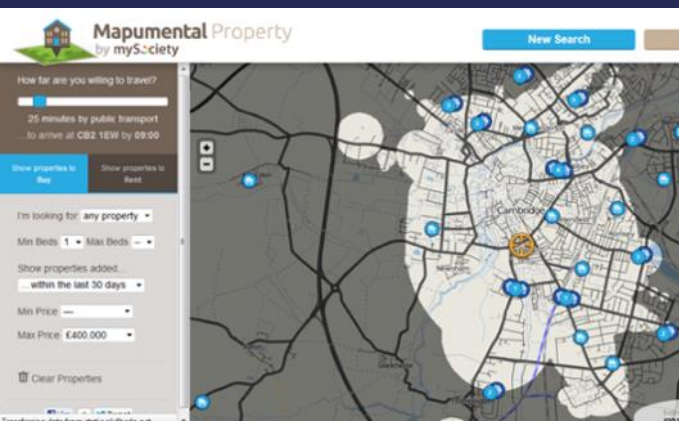 Mapumental Property
by mySociety
New Search
How far are you willing to travel?
25 minutes by public transport
...to arrive at CB2 1EW by 09:00
Show properties to
Buy
Show properties to
Rent
I'm looking for any property
Min Beds 1 Max Beds --
Show properties added...
...within the last 30 days
Min Price ---
Max Price £400,000
Clear Properties
Cambridge
Newnham